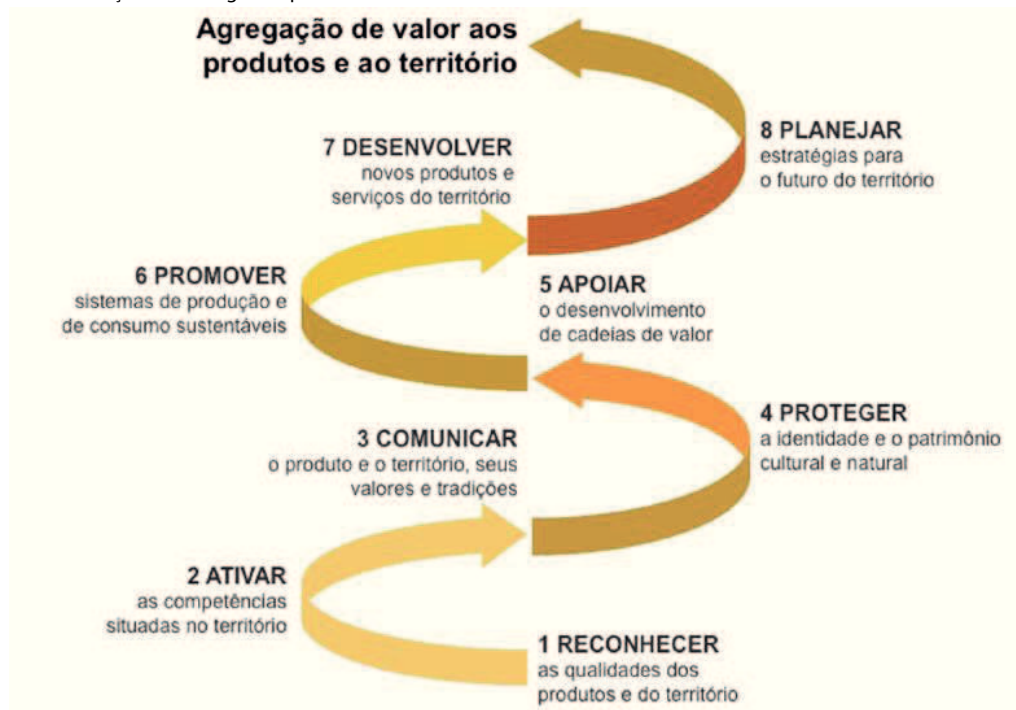 Agregação de valor aos
produtos e ao território
8 PLANEJAR
estratégias para
o futuro do território
7 DESENVOLVER
novos produtos e
serviços do território
6 PROMOVER
sistemas de produção e
de consumo sustentáveis
5 APOIAR
o desenvolvimento
de cadeias de valor
4 PROTEGER
a identidade e o patrimônio
cultural e natural
3 COMUNICAR
o produto e o território, seus
valores e tradições
2 ATIVAR
as competências
situadas no território
1 RECONHECER
as qualidades dos
produtos e do território